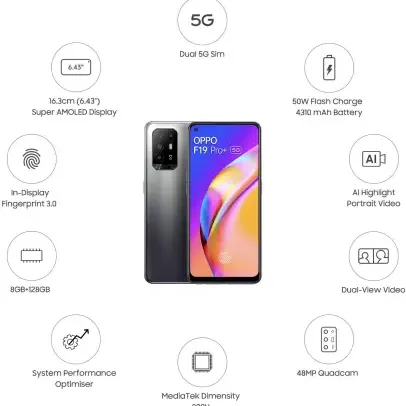 5G
Dual 5G Sim
6.43"
16.3cm (6.43")
Super AMOLED Display
50W Flash Charge
4310 mAh Battery
OPPO
F19 Pro+ 5G
In-Display
Fingerprint 3.0
AI
AI Highlight
Portrait Video
8GB+128GB
Dual-View Video
System Performance
Optimiser
48MP Quadcam
MediaTek Dimensity